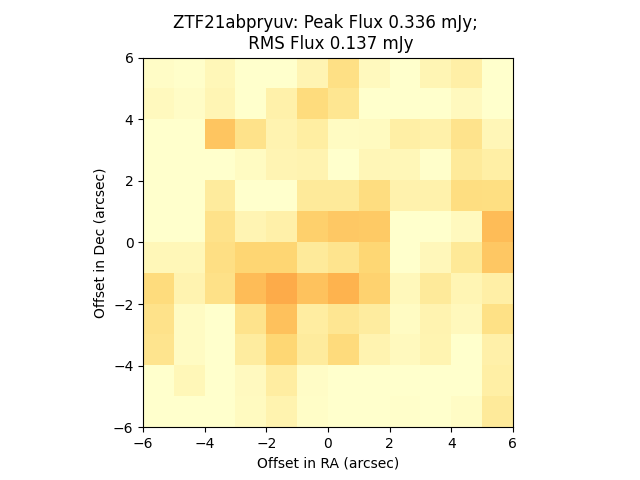 ZTF21abpryuv: Peak Flux 0.336 mJy;
RMS Flux 0.137 mJy
6
4
2
0
−2
−4
−6
Offset in Dec (arcsec)
−6 −4 −2 0 2 4 6
Offset in RA (arcsec)